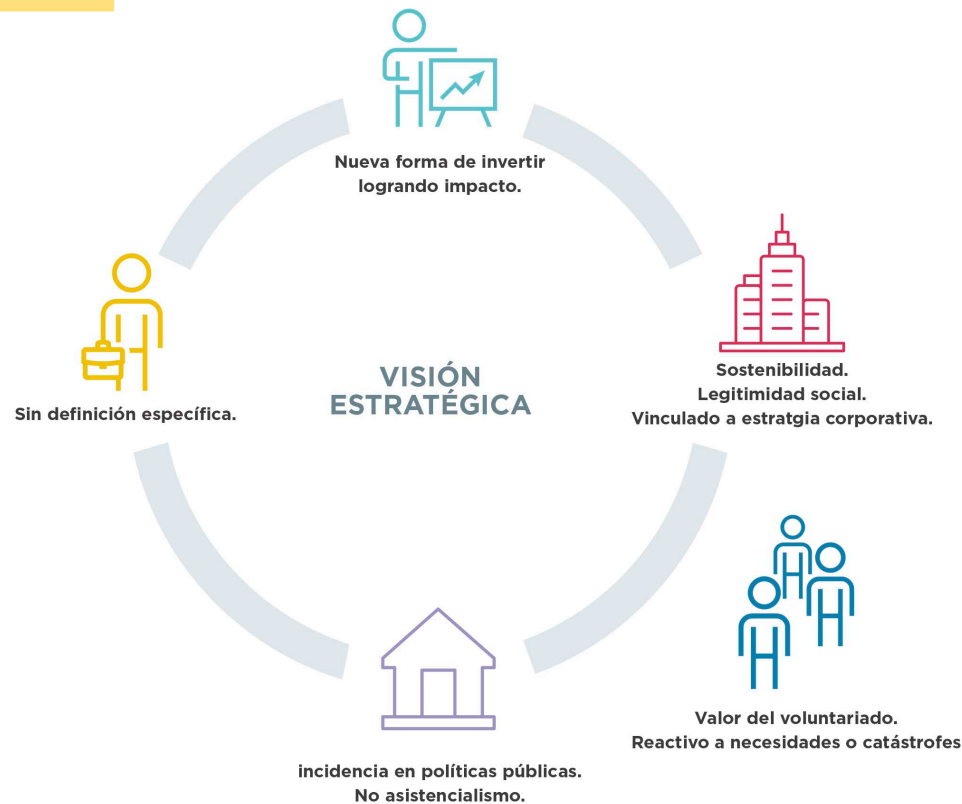 Nueva forma de invertir
logrando impacto.
Sin definición específica.
VISIÓN
ESTRATÉGICA
Sostenibilidad.
Legitimidad social.
Vinculado a estratgia corporativa.
Valor del voluntariado.
Reactivo a necesidades o catástrofes
incidencia en políticas públicas.
No asistencialismo.